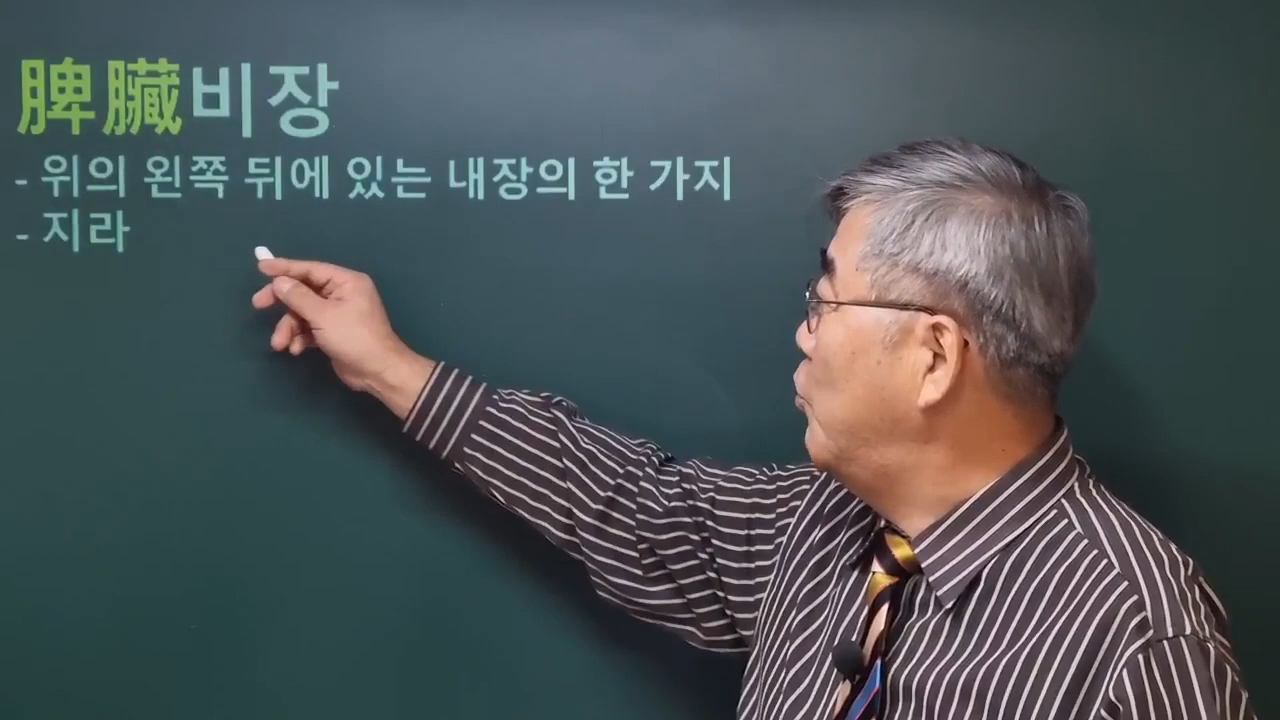 脾臟비장
- 위의 왼쪽 뒤에 있는 내장의 한 가지
- 지라